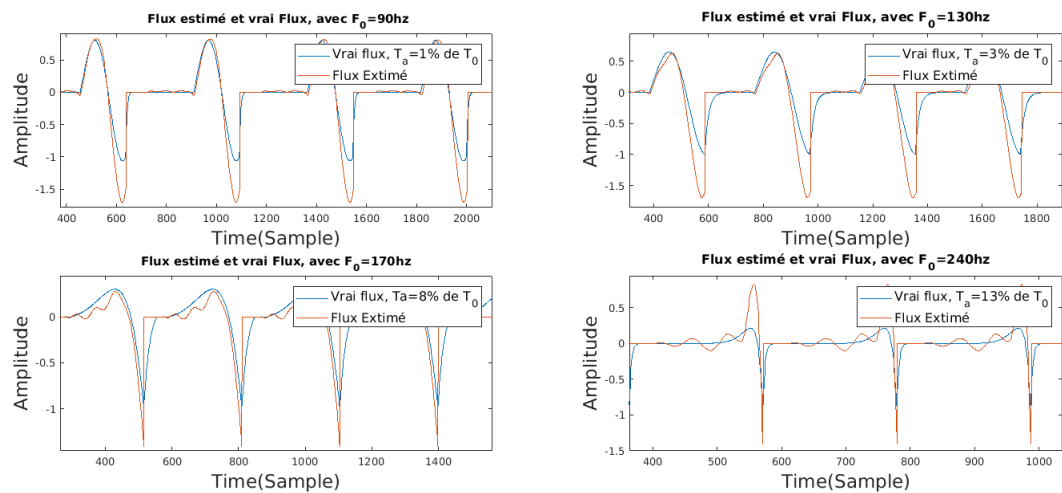 Flux estimé et vrai Flux, avec F₀=90hz
Vrai flux, Tₐ=1% de T₀
Flux Extimé
Amplitude
0.5
0
-0.5
-1
-1.5
400 600 800 1000 1200 1400 1600 1800 2000
Time(Sample)
Flux estimé et vrai Flux, avec F₀=130hz
Vrai flux, Tₐ=3% de T₀
Flux Extimé
Amplitude
0.5
0
-0.5
-1
-1.5
400 600 800 1000 1200 1400 1600 1800
Time(Sample)
Flux estimé et vrai Flux, avec F₀=170hz
Vrai flux, Ta=8% de T₀
Flux Extimé
Amplitude
0
-1
400 600 800 1000 1200 1400
Time(Sample)
Flux estimé et vrai Flux, avec F₀=240hz
Vrai flux, Tₐ=13% de T₀
Flux Extimé
Amplitude
0.5
0
-0.5
-1
-1.5
400 500 600 700 800 900 1000
Time(Sample)